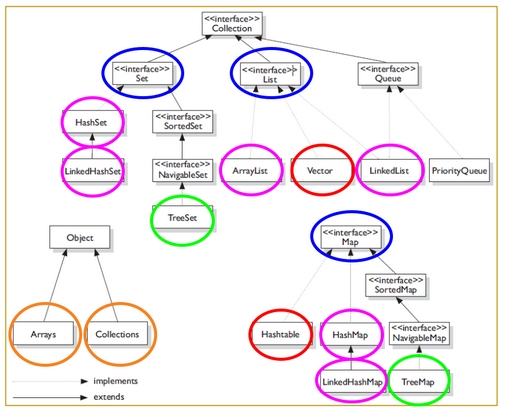 <<interface>>
Collection
<<interface>>
Set
<<interface>>
List
<<interface>>
Queue
HashSet
SortedSet
LinkedHashSet
<<interface>>
NavigableSet
ArrayList
Vector
LinkedList
PriorityQueue
TreeSet
Object
<<interface>>
Map
<<interface>>
SortedMap
Arrays
Collections
Hashtable
HashMap
<<interface>>
NavigableMap
LinkedHashMap
TreeMap
implements
extends